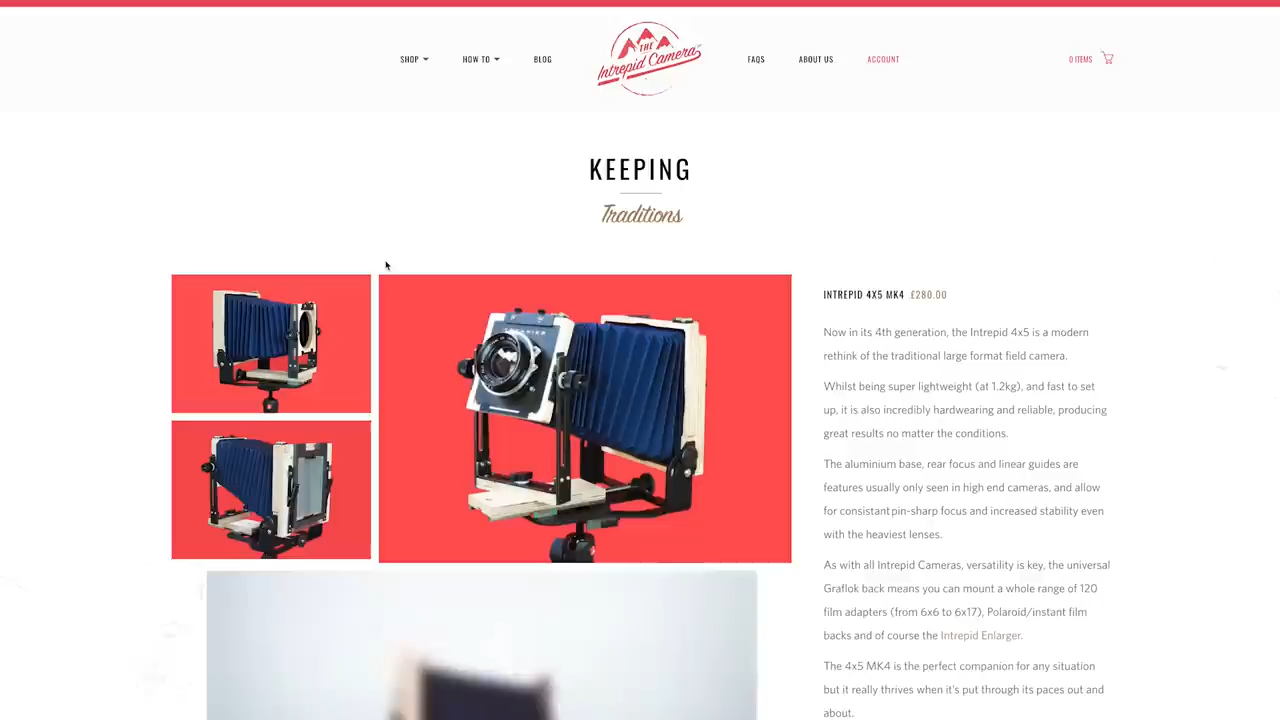 SHOP
HOW TO
BLOG
THE
Intrepid Camera
FAQS
ABOUT US
ACCOUNT
0 ITEMS
KEEPING
Traditions
INTREPID 4X5 MK4 £280.00
Now in its 4th generation, the Intrepid 4x5 is a modern
rethink of the traditional large format field camera.
Whilst being super lightweight (at 1.2kg), and fast to set
up, it is also incredibly hardwearing and reliable, producing
great results no matter the conditions.
The aluminium base, rear focus and linear guides are
features usually only seen in high end cameras, and allow
for consistant pin-sharp focus and increased stability even
with the heaviest lenses.
As with all Intrepid Cameras, versatility is key, the universal
Graflok back means you can mount a whole range of 120
film adapters (from 6x6 to 6x17), Polaroid/instant film
backs and of course the Intrepid Enlarger.
The 4x5 MK4 is the perfect companion for any situation
but it really thrives when it's put through its paces out and
about.